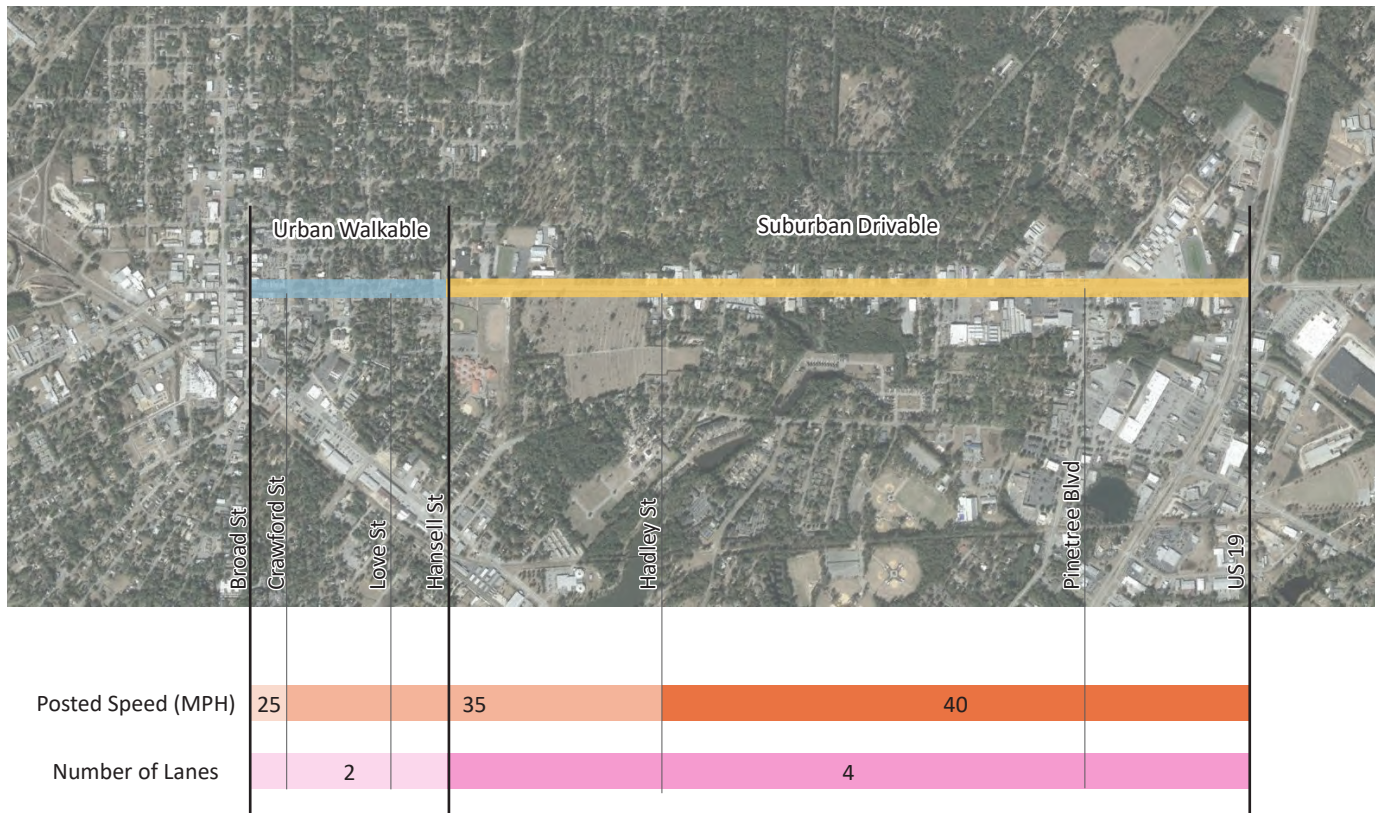 Urban Walkable
Suburban Drivable
Broad St
Crawford St
Love St
Hansell St
Hadley St
Pinetree Blvd
US 19
Posted Speed (MPH)
25
35
40
Number of Lanes
2
4